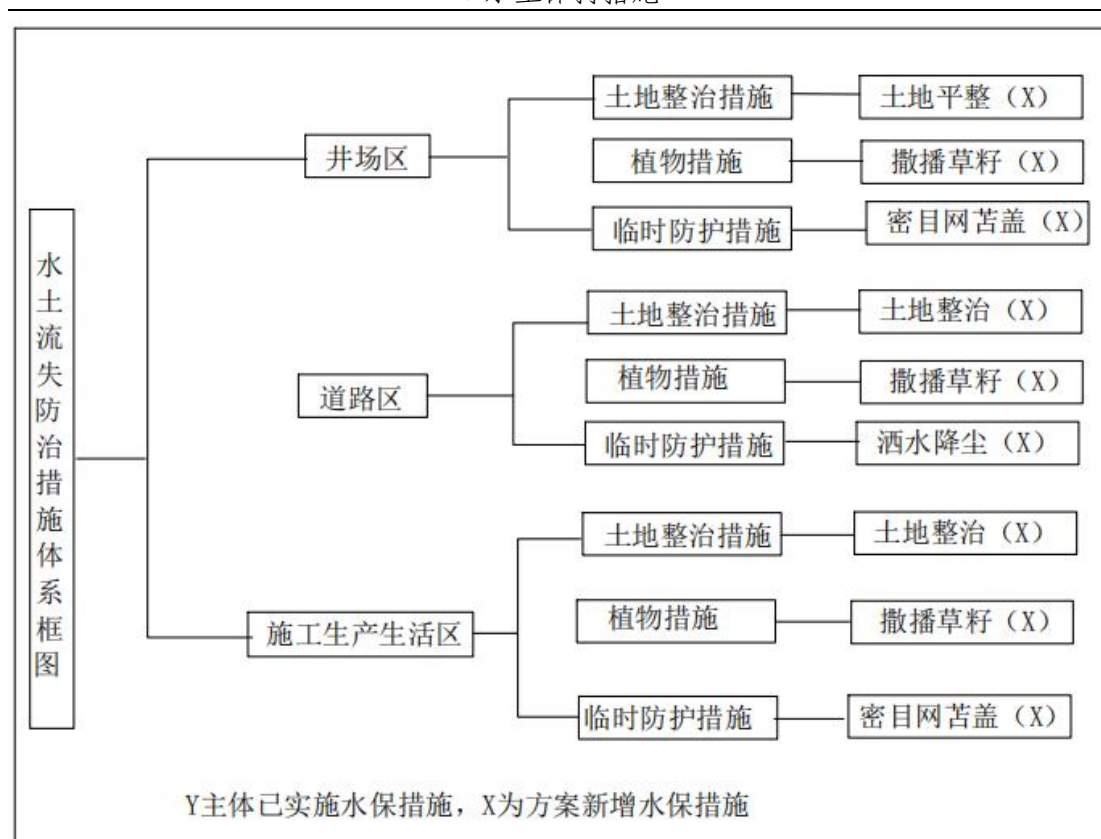 水土流失防治措施体系框图
井场区
土地整治措施
土地平整（X）
植物措施
撒播草籽（X）
临时防护措施
密目网苫盖（X）
道路区
土地整治措施
土地整治（X）
植物措施
撒播草籽（X）
临时防护措施
洒水降尘（X）
施工生产生活区
土地整治措施
土地整治（X）
植物措施
撒播草籽（X）
临时防护措施
密目网苫盖（X）
Y主体已实施水保措施，X为方案新增水保措施